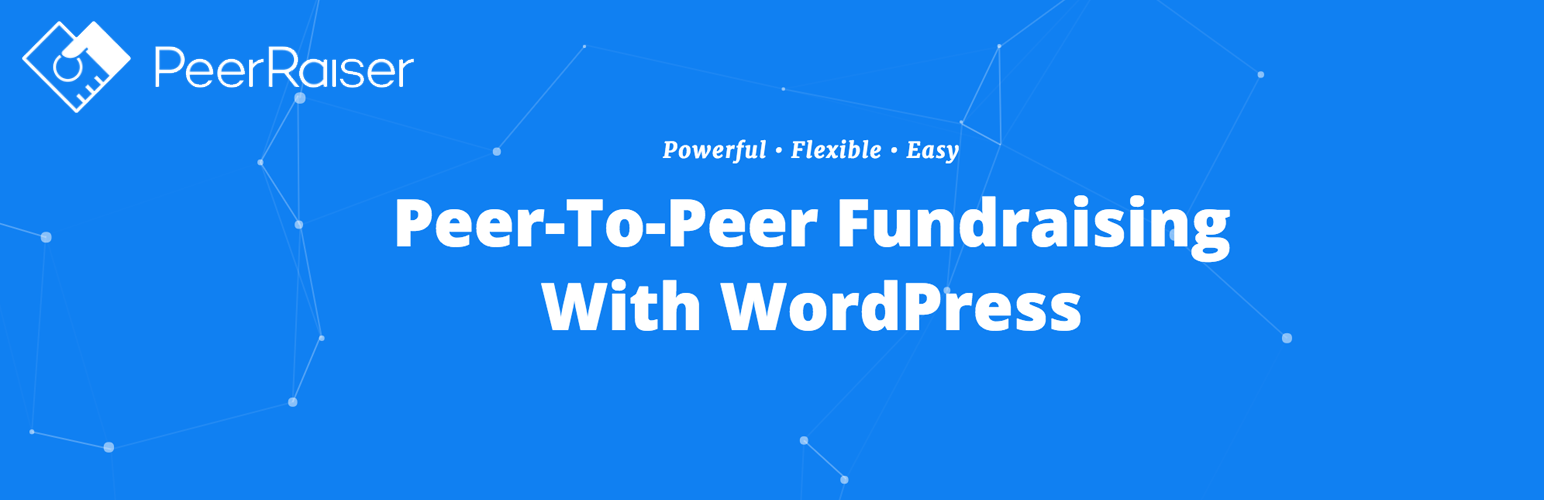 PeerRaiser
Powerful • Flexible • Easy
Peer-To-Peer Fundraising
With WordPress